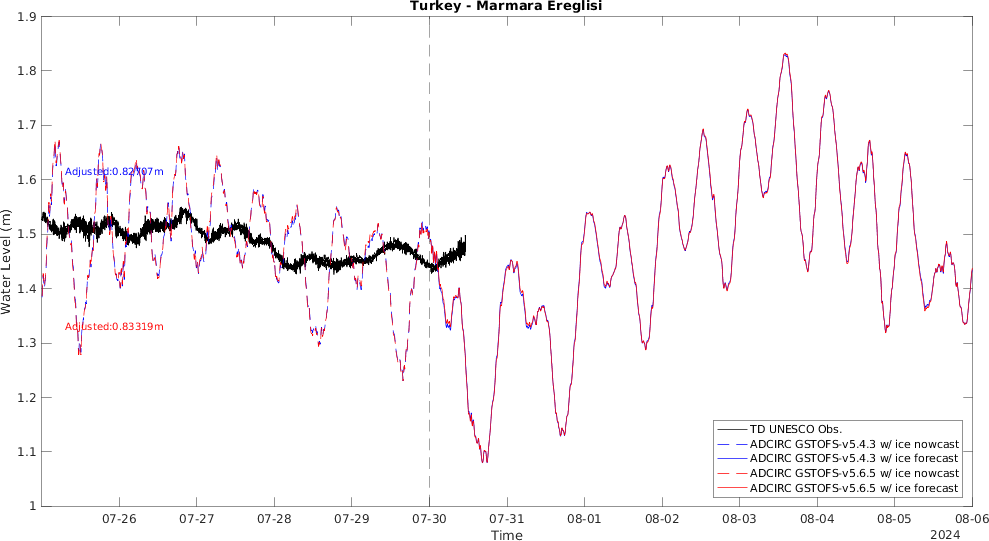 Turkey - Marmara Ereglisi
1.9
1.8
1.7
1.6
1.5
1.4
1.3
1.2
1.1
1
Water Level (m)
Adjusted:0.82707m
Adjusted:0.83319m
TD UNESCO Obs.
ADCIRC GSTOFS-v5.4.3 w/ ice nowcast
ADCIRC GSTOFS-v5.4.3 w/ ice forecast
ADCIRC GSTOFS-v5.6.5 w/ ice nowcast
ADCIRC GSTOFS-v5.6.5 w/ ice forecast
07-26 07-27 07-28 07-29 07-30 07-31 08-01 08-02 08-03 08-04 08-05 08-06
Time
2024